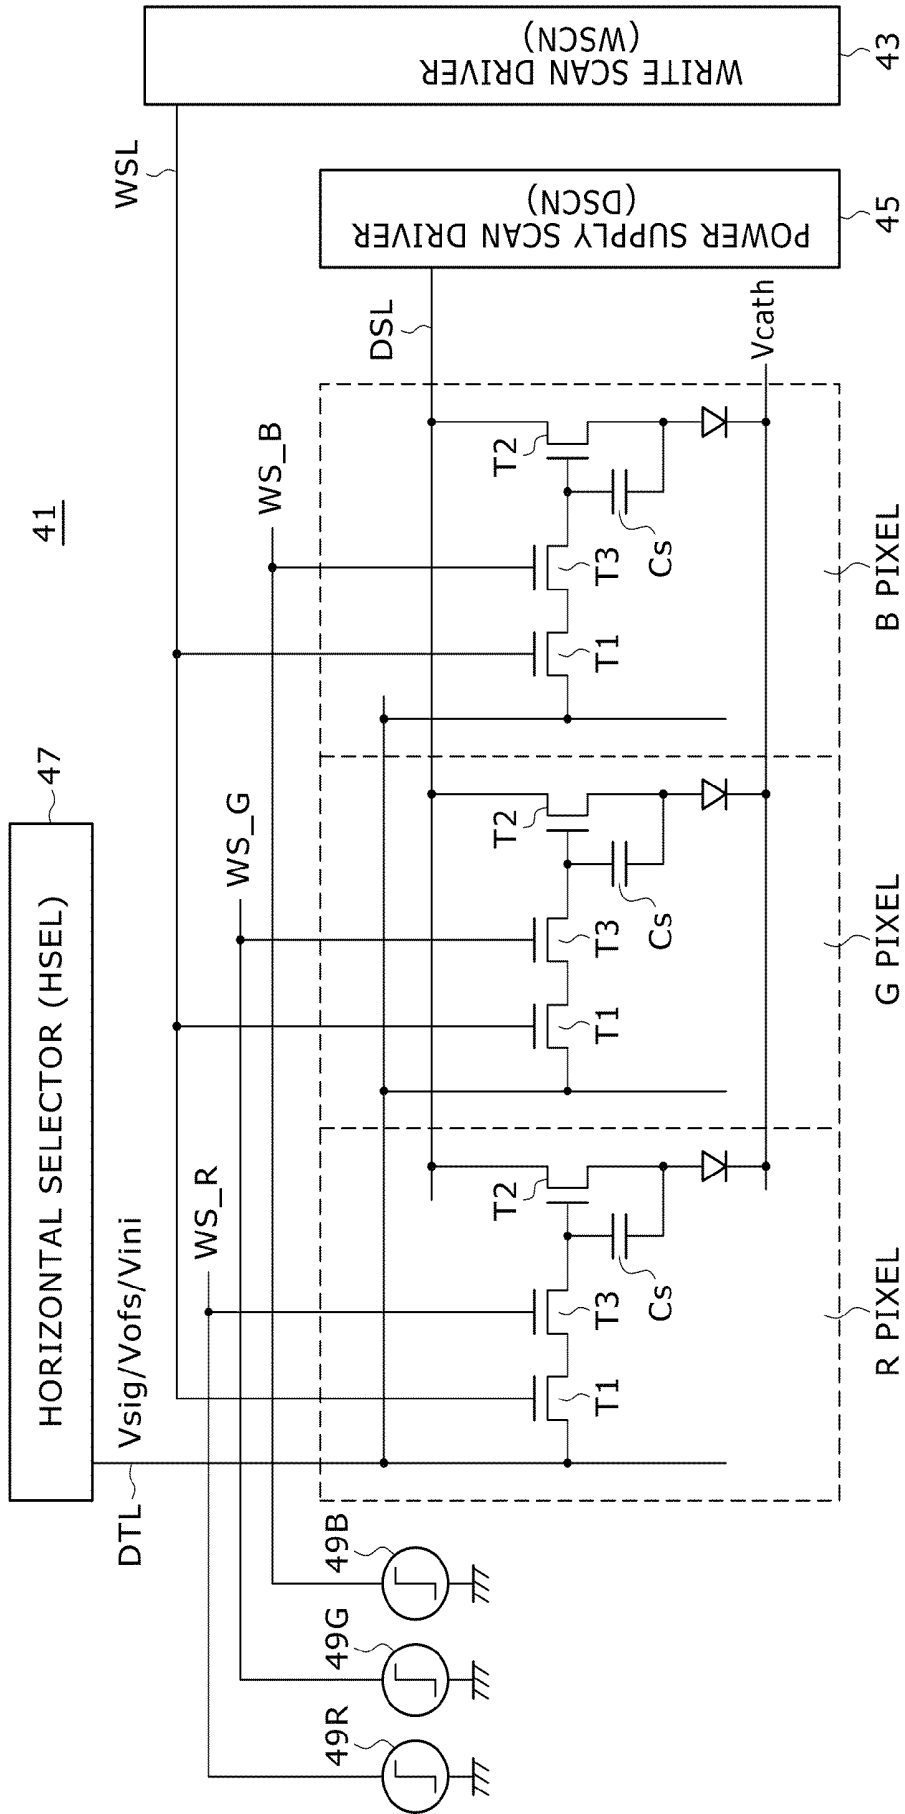 41
HORIZONTAL SELECTOR (HSEL)
47
DTL
Vsig/Vofs/Vini
WSL
WS_R
WS_G
WS_B
49R
49G
49B
DSL
WRITE SCAN DRIVER
(WSCN)
43
POWER SUPPLY SCAN DRIVER
(DSCN)
45
T1
T3
T2
Cs
T1
T3
T2
Cs
T1
T3
T2
Cs
Vcath
R PIXEL
G PIXEL
B PIXEL